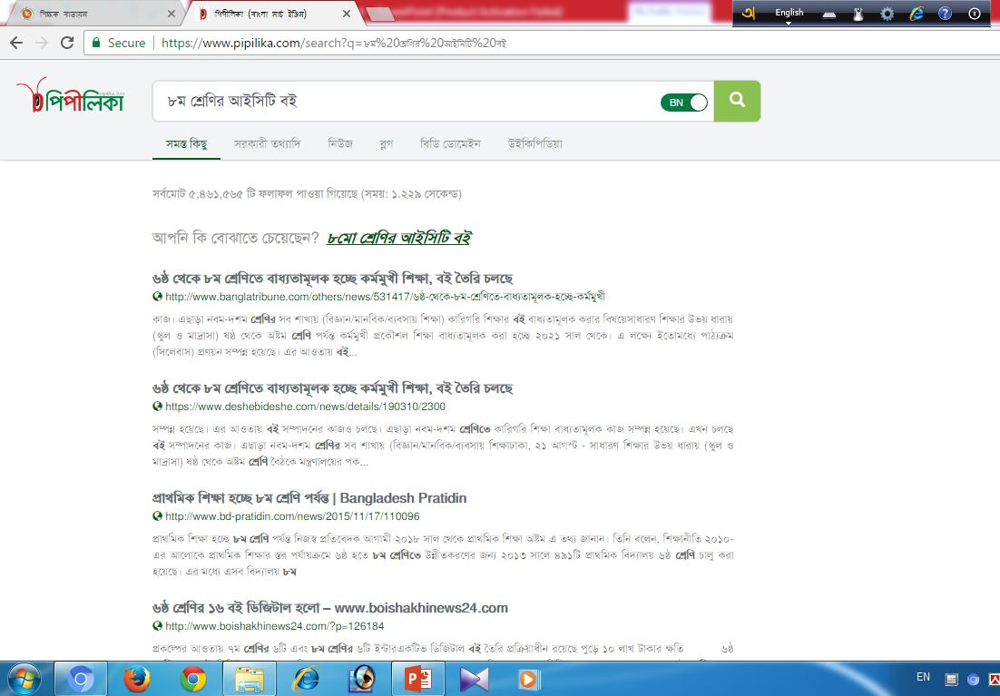 শিক্ষক বাতায়ন
পিপীলিকা (বাংলা সার্চ ইঞ্জিন)
PowerPoint (Product Activation Failed)
English
Secure
https://www.pipilika.com/search?q=৮ম%20শ্রেণির%20আইসিটি%20বই
pipilika.com
পিপীলিকা
৮ম শ্রেণির আইসিটি বই
BN
সমস্ত কিছু সরকারী তথ্যাদি নিউজ ব্লগ বিডি ডোমেইন উইকিপিডিয়া
সর্বমোট ৫,৪৬১,৫৬৫ টি ফলাফল পাওয়া গিয়েছে (সময়: ১.২২৯ সেকেন্ড)
আপনি কি বোঝাতে চেয়েছেন? ৮মো শ্রেণির আইসিটি বই
৬ষ্ঠ থেকে ৮ম শ্রেণিতে বাধ্যতামূলক হচ্ছে কর্মমুখী শিক্ষা, বই তৈরি চলছে
http://www.banglatribune.com/others/news/531417/৬ষ্ঠ-থেকে-৮ম-শ্রেণিতে-বাধ্যতামূলক-হচ্ছে-কর্মমুখী
কাজ। এছাড়া নবম-দশম শ্রেণির সব শাখায় (বিজ্ঞান/মানবিক/ব্যবসায় শিক্ষা) কারিগরি শিক্ষার বই বাধ্যতামূলক করার বিষয়েসাধারণ শিক্ষার উভয় ধারায়
(স্কুল ও মাদ্রাসা) ষষ্ঠ থেকে অষ্টম শ্রেণি পর্যন্ত কর্মমুখী প্রকৌশল শিক্ষা বাধ্যতামূলক করা হচ্ছে ২০২১ সাল থেকে। এ লক্ষ্যে ইতোমধ্যে পাঠ্যক্রম
(সিলেবাস) প্রণয়ন সম্পন্ন হয়েছে। এর আওতায় বই...
৬ষ্ঠ থেকে ৮ম শ্রেণিতে বাধ্যতামূলক হচ্ছে কর্মমুখী শিক্ষা, বই তৈরি চলছে
https://www.deshebideshe.com/news/details/190310/2300
সম্পন্ন হয়েছে। এর আওতায় বই সম্পাদনের কাজও চলছে। এছাড়া নবম-দশম শ্রেণিতে কারিগরি শিক্ষা বাধ্যতামূলক কাজ সম্পন্ন হয়েছে। এখন চলছে
বই সম্পাদনের কাজ। এছাড়া নবম-দশম শ্রেণির সব শাখায় (বিজ্ঞান/মানবিক/ব্যবসায় শিক্ষাঢাকা, ২১ আগস্ট - সাধারণ শিক্ষার উভয় ধারায় (স্কুল ও
মাদ্রাসা) ষষ্ঠ থেকে অষ্টম শ্রেণি বৈঠকে মন্ত্রণালয়ের পক...
প্রাথমিক শিক্ষা হচ্ছে ৮ম শ্রেণি পর্যন্ত | Bangladesh Pratidin
http://www.bd-pratidin.com/news/2015/11/17/110096
প্রাথমিক শিক্ষা হচ্ছে ৮ম শ্রেণি পর্যন্ত নিজস্ব প্রতিবেদক আগামী ২০১৮ সাল থেকে প্রাথমিক শিক্ষা অষ্টম এ তথ্য জানান। তিনি বলেন, শিক্ষানীতি ২০১০-
এর আলোকে প্রাথমিক শিক্ষার স্তর পর্যায়ক্রমে ৬ষ্ঠ হতে ৮ম শ্রেণিতে উন্নীতকরণের জন্য ২০১৩ সালে ৪৯১টি প্রাথমিক বিদ্যালয় ৬ষ্ঠ শ্রেণি চালু করা
হয়েছে। এর মধ্যে এসব বিদ্যালয় ৮ম
৬ষ্ঠ শ্রেণির ১৬ বই ডিজিটাল হলো – www.boishakhinews24.com
http://www.boishakhinews24.com/?p=126184
প্রকল্পের আওতায় ৭ম শ্রেণির ৬টি এবং ৮ম শ্রেণির ৬টি ইন্টারএকটিভ ডিজিটাল বই তৈরি প্রক্রিয়াধীন রয়েছে পুড়ে ১০ লাখ টাকার ক্ষতি ৬ষ্ঠ
EN